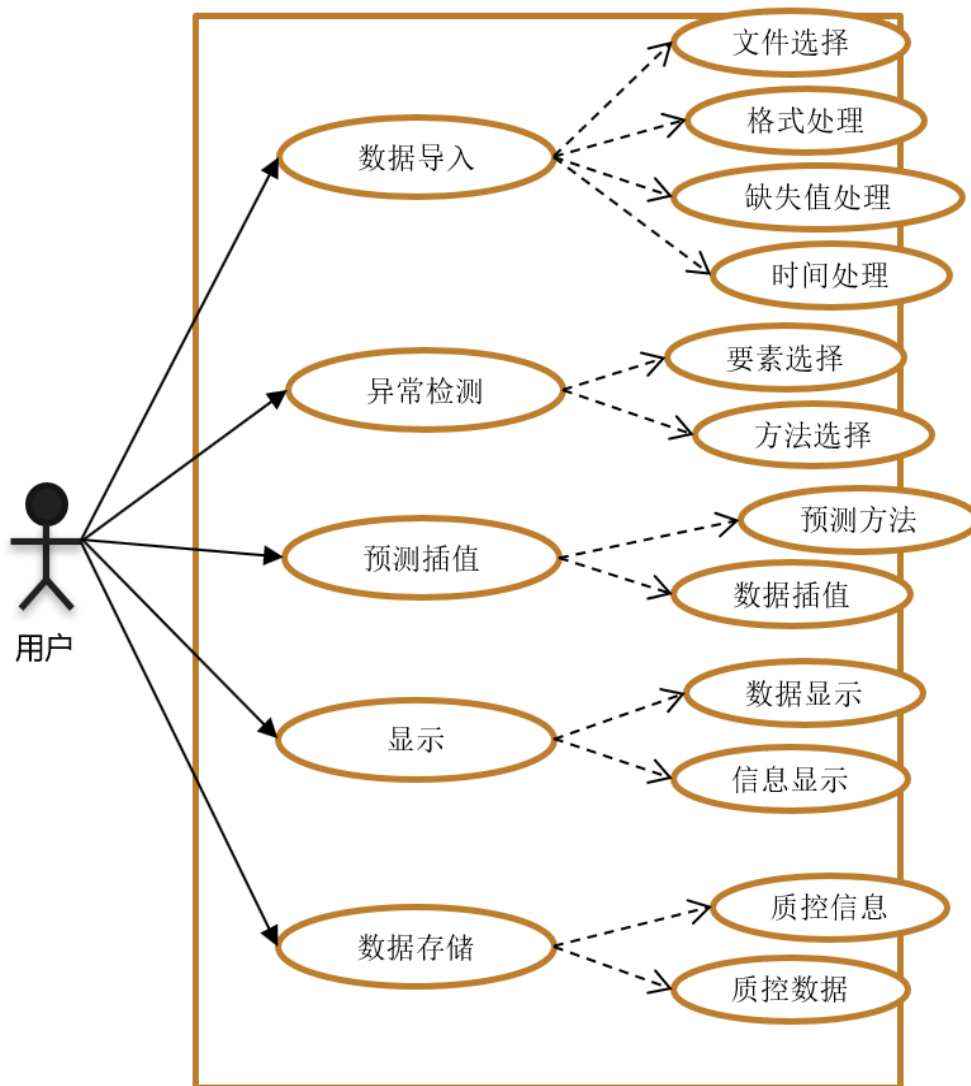 文件选择
格式处理
数据导入
缺失值处理
时间处理
要素选择
异常检测
方法选择
预测方法
预测插值
数据插值
用户
数据显示
显示
信息显示
质控信息
数据存储
质控数据